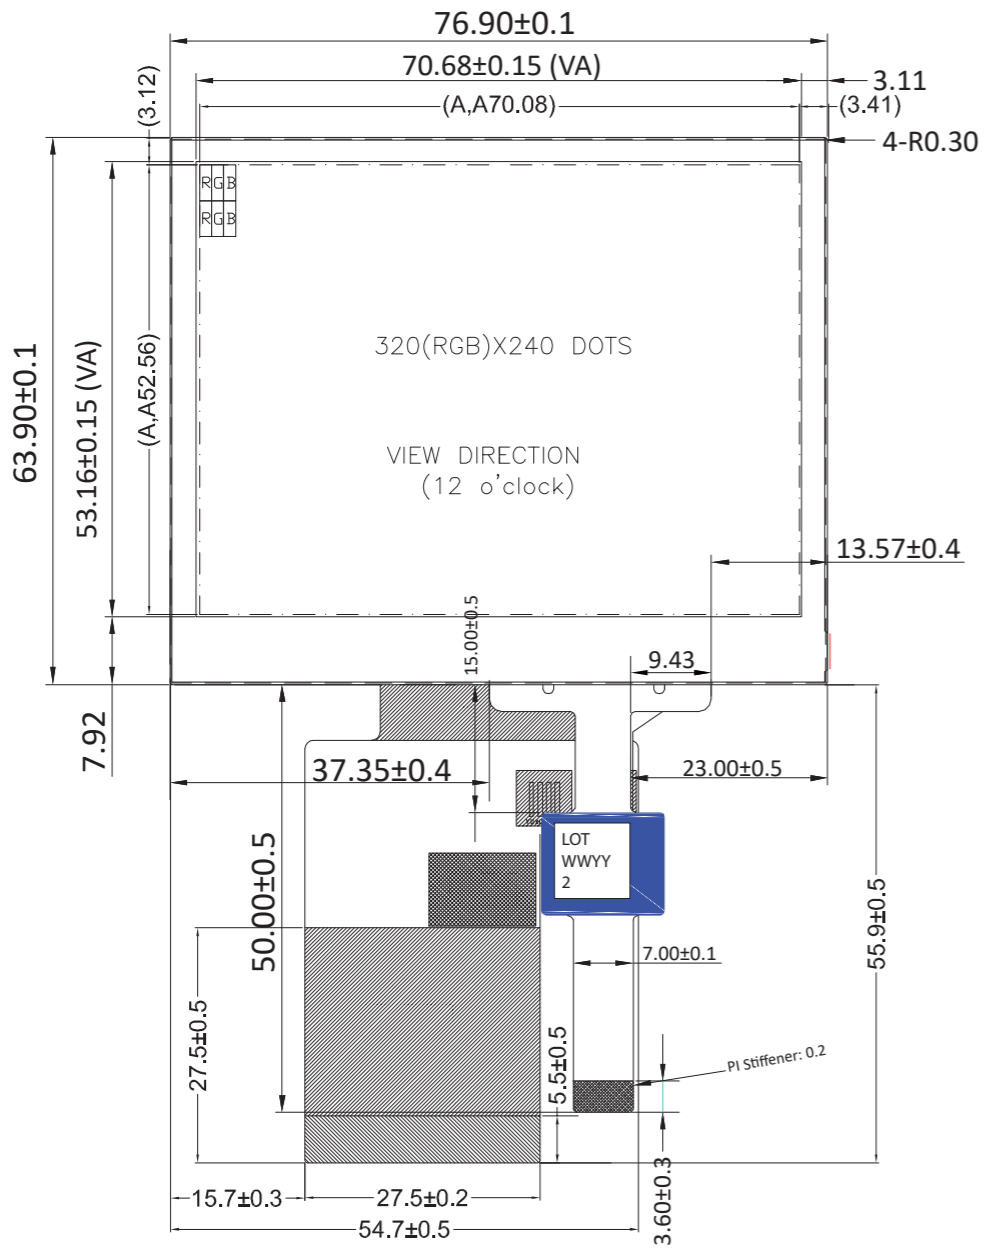 76.90±0.1
70.68±0.15 (VA)
3.11
(A,A70.08)
(3.41)
(3.12)
4-R0.30
RGB
RGB
63.90±0.1
53.16±0.15 (VA)
(A,A52.56)
320(RGB)X240 DOTS
VIEW DIRECTION
(12 o'clock)
13.57±0.4
15.00±0.5
9.43
7.92
37.35±0.4
23.00±0.5
LOT
WWYY
2
50.00±0.5
55.9±0.5
7.00±0.1
27.5±0.5
5.5±0.5
PI Stiffener: 0.2
15.7±0.3
27.5±0.2
3.60±0.3
54.7±0.5